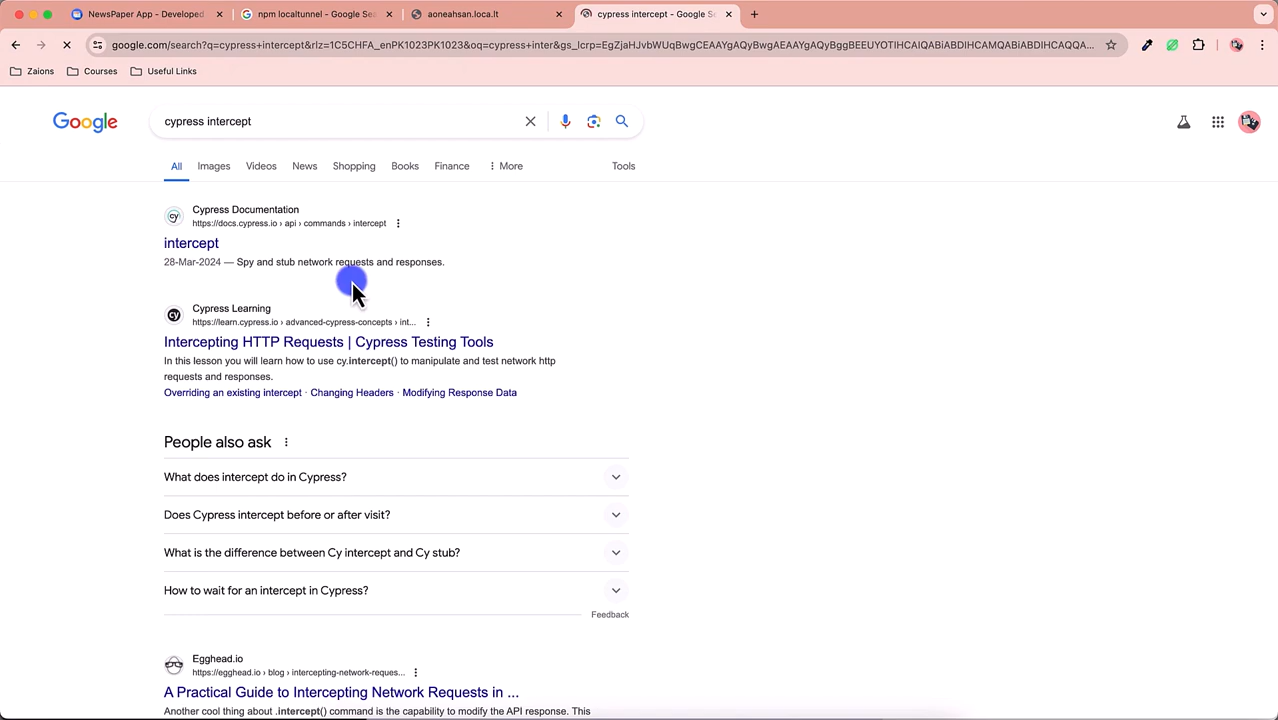 NewsPaper App - Developed
npm localtunnel - Google Sea
aoneahsan.loca.lt
cypress intercept - Google Se
google.com/search?q=cypress+intercept&rlz=1C5CHFA_enPK1023PK1023&oq=cypress+inter&gs_lcrp=EgZjaHJvbWUqBwgCEAAYgAQyBwgAEAAYgAQyBggBEEUYOTIHCAIQABiABDIHCAMQABiABDIHCAQQA...
Zaions
Courses
Useful Links
Google
cypress intercept
All
Images
Videos
News
Shopping
Books
Finance
More
Tools
Cypress Documentation
https://docs.cypress.io › api › commands › intercept
intercept
28-Mar-2024 — Spy and stub network requests and responses.
Cypress Learning
https://learn.cypress.io › advanced-cypress-concepts › int...
Intercepting HTTP Requests | Cypress Testing Tools
In this lesson you will learn how to use cy.intercept() to manipulate and test network http
requests and responses.
Overriding an existing intercept · Changing Headers · Modifying Response Data
People also ask
What does intercept do in Cypress?
Does Cypress intercept before or after visit?
What is the difference between Cy intercept and Cy stub?
How to wait for an intercept in Cypress?
Feedback
Egghead.io
https://egghead.io › blog › intercepting-network-reques...
A Practical Guide to Intercepting Network Requests in ...
Another cool thing about .intercept() command is the capability to modify the API response. This